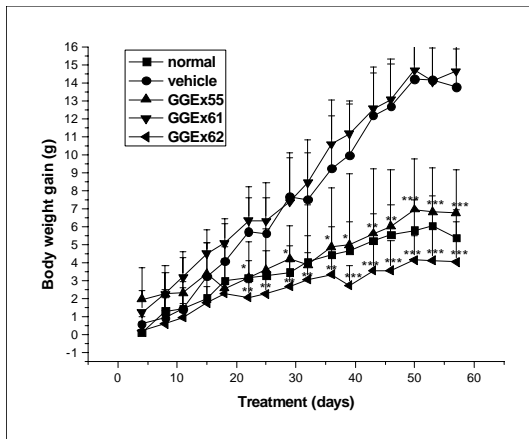 16
15
14
13
12
11
10
9
8
7
6
5
4
3
2
1
0
-1
Body weight gain (g)
normal
vehicle
GGEx55
GGEx61
GGEx62
* * * * ** ** *** *** ***
** ** ** ** ** *** *** *** *** *** ***
0 10 20 30 40 50 60
Treatment (days)